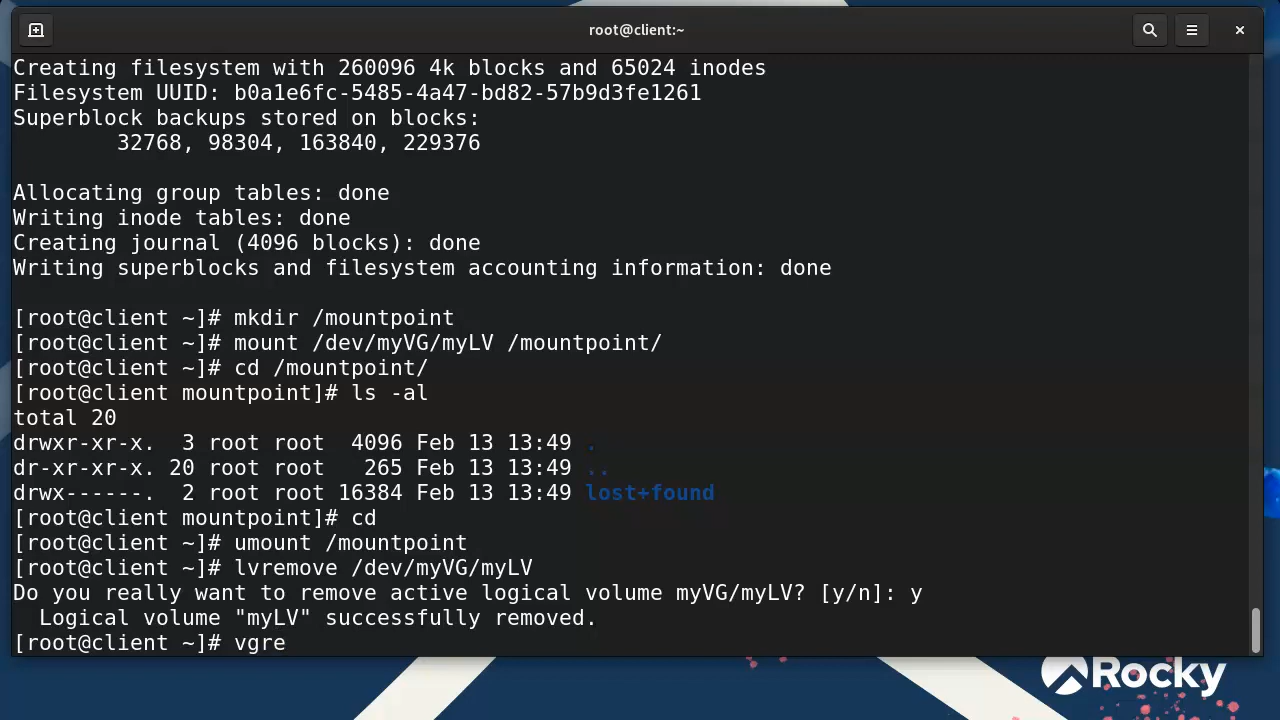 root@client:~
Creating filesystem with 260096 4k blocks and 65024 inodes
Filesystem UUID: b0a1e6fc-5485-4a47-bd82-57b9d3fe1261
Superblock backups stored on blocks:
        32768, 98304, 163840, 229376
Allocating group tables: done
Writing inode tables: done
Creating journal (4096 blocks): done
Writing superblocks and filesystem accounting information: done
[root@client ~]# mkdir /mountpoint
[root@client ~]# mount /dev/myVG/myLV /mountpoint/
[root@client ~]# cd /mountpoint/
[root@client mountpoint]# ls -al
total 20
drwxr-xr-x.  3 root root  4096 Feb 13 13:49 .
dr-xr-xr-x. 20 root root   265 Feb 13 13:49 ..
drwx------.  2 root root 16384 Feb 13 13:49 lost+found
[root@client mountpoint]# cd
[root@client ~]# umount /mountpoint
[root@client ~]# lvremove /dev/myVG/myLV
Do you really want to remove active logical volume myVG/myLV? [y/n]: y
  Logical volume "myLV" successfully removed.
[root@client ~]# vgre
Rocky